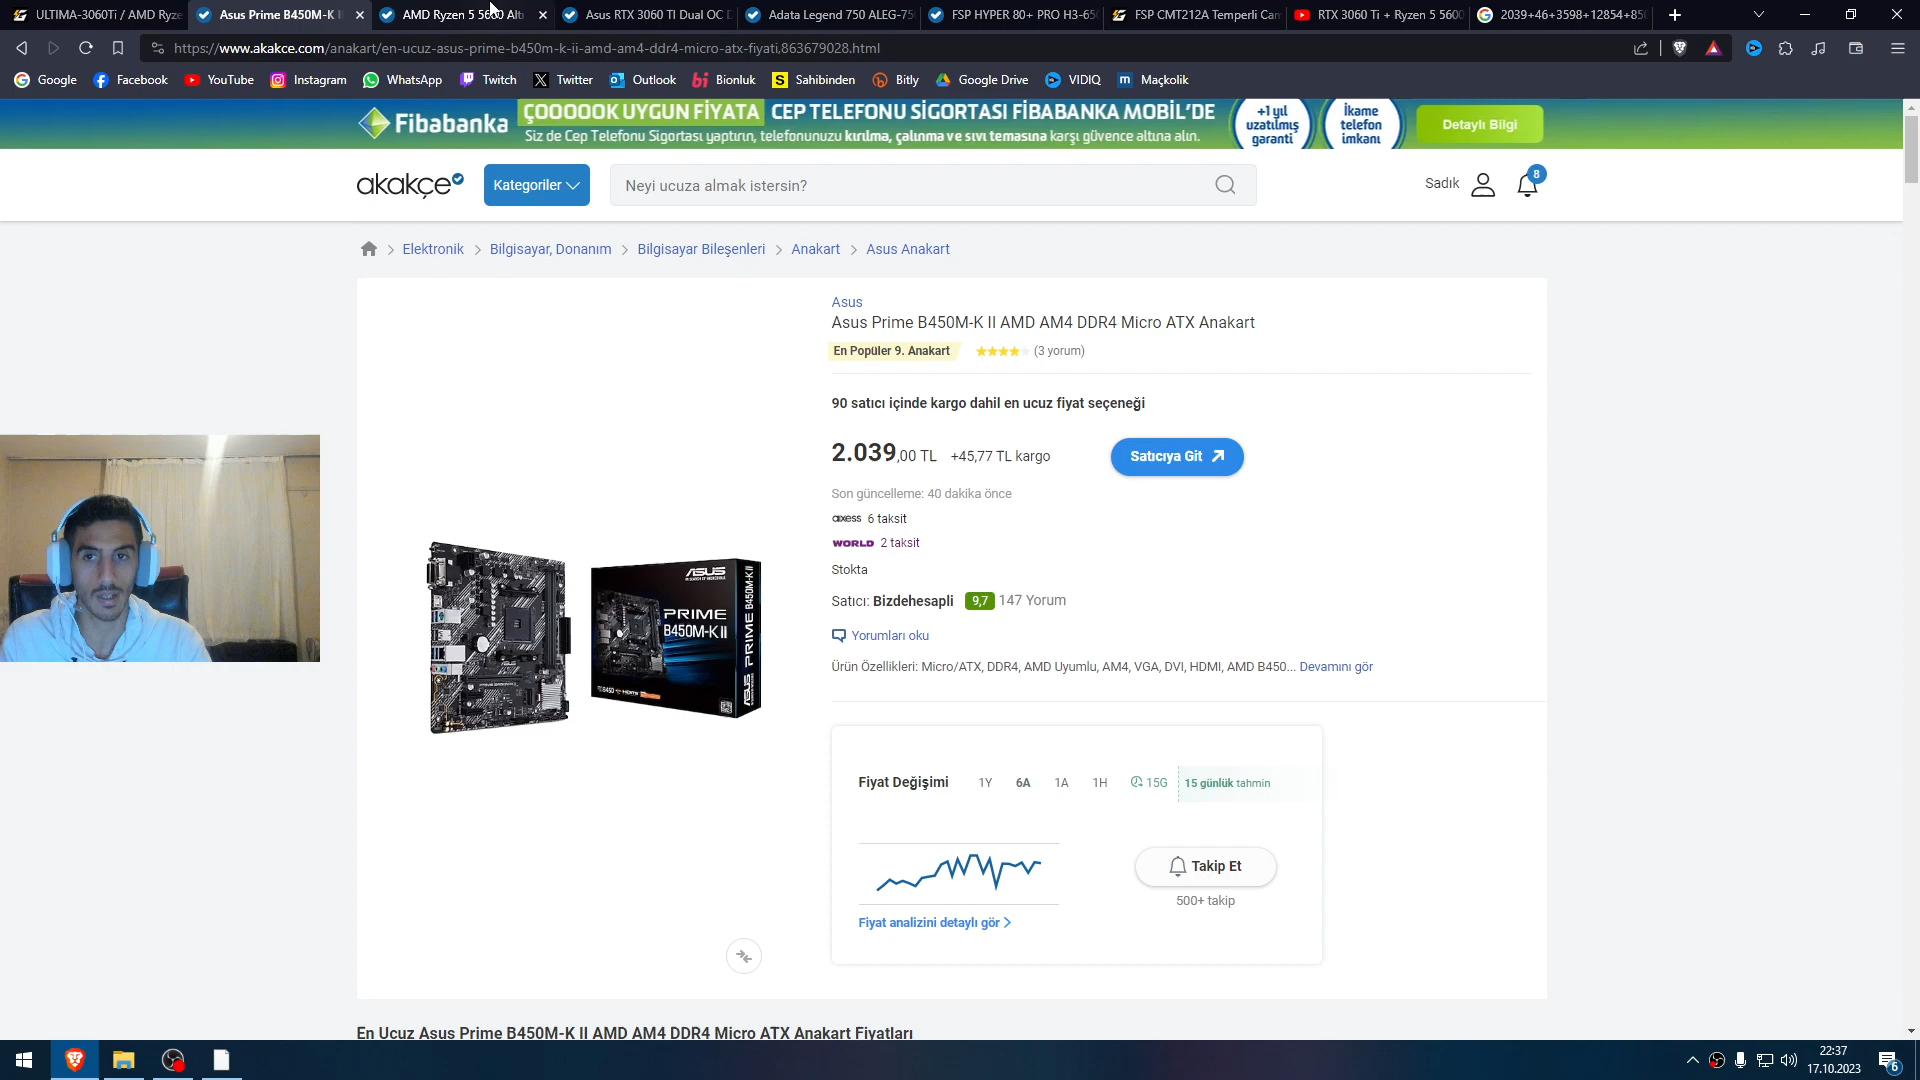 ULTIMA-3060Ti / AMD Ryze
Asus Prime B450M-K II
AMD Ryzen 5 5600 Altı
Asus RTX 3060 TI Dual OC
Adata Legend 750 ALEG-75
FSP HYPER 80+ PRO H3-65
FSP CMT212A Temperli Cam
RTX 3060 Ti + Ryzen 5 5600
2039+46+3598+12854+85
https://www.akakce.com/anakart/en-ucuz-asus-prime-b450m-k-ii-amd-am4-ddr4-micro-atx-fiyati,863679028.html
Google Facebook YouTube Instagram WhatsApp Twitch Twitter Outlook Bionluk Sahibinden Bitly Google Drive VIDIQ Maçkolik
Fibabanka
ÇOOOOOK UYGUN FİYATA CEP TELEFONU SİGORTASI FİBABANKA MOBİL'DE
Siz de Cep Telefonu Sigortası yaptırın, telefonunuzu kırılma, çalınma ve sıvı temasına karşı güvence altına alın.
+1 yıl uzatılmış garanti
İkame telefon imkanı
Detaylı Bilgi
akakçe
Kategoriler
Neyi ucuza almak istersin?
Sadık
8
Elektronik > Bilgisayar, Donanım > Bilgisayar Bileşenleri > Anakart > Asus Anakart
Asus
Asus Prime B450M-K II AMD AM4 DDR4 Micro ATX Anakart
En Popüler 9. Anakart (3 yorum)
90 satıcı içinde kargo dahil en ucuz fiyat seçeneği
2.039,00 TL +45,77 TL kargo
Satıcıya Git
Son güncelleme: 40 dakika önce
axess 6 taksit
WORLD 2 taksit
Stokta
Satıcı: Bizdehesapli 9,7 147 Yorum
Yorumları oku
Ürün Özellikleri: Micro/ATX, DDR4, AMD Uyumlu, AM4, VGA, DVI, HDMI, AMD B450... Devamını gör
ASUS
PRIME
B450M-K II
PRIME B450M-K II
ASUS
Fiyat Değişimi 1Y 6A 1A 1H 15G 15 günlük tahmin
Takip Et
500+ takip
Fiyat analizini detaylı gör >
En Ucuz Asus Prime B450M-K II AMD AM4 DDR4 Micro ATX Anakart Fiyatları
22:37
17.10.2023
6